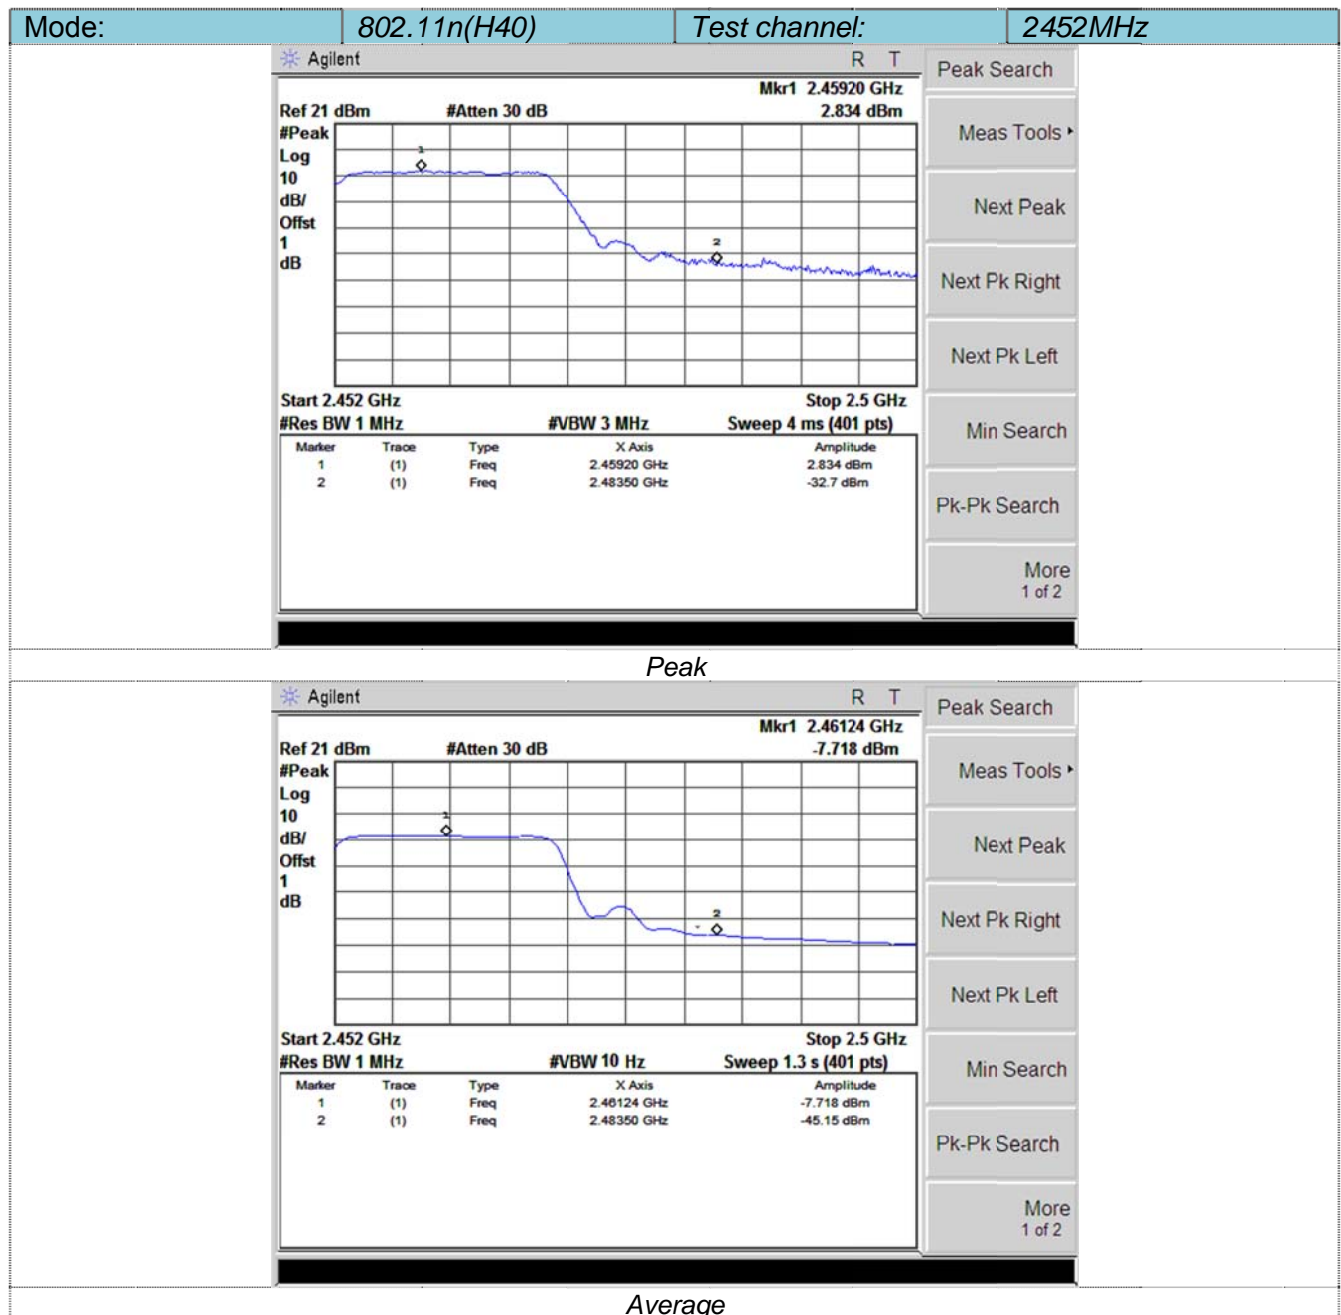 Mode: 802.11n(H40) Test channel: 2452MHz
Agilent R T
Peak Search
Mkr1 2.45920 GHz
Ref 21 dBm #Atten 30 dB 2.834 dBm
#Peak
Log
10
dB/
Offst
1
dB
1
2
Meas Tools
Next Peak
Next Pk Right
Next Pk Left
Min Search
Pk-Pk Search
More
1 of 2
Start 2.452 GHz Stop 2.5 GHz
#Res BW 1 MHz #VBW 3 MHz Sweep 4 ms (401 pts)
Marker Trace Type X Axis Amplitude
1 (1) Freq 2.45920 GHz 2.834 dBm
2 (1) Freq 2.48350 GHz -32.7 dBm
Peak
Agilent R T
Peak Search
Mkr1 2.46124 GHz
Ref 21 dBm #Atten 30 dB -7.718 dBm
#Peak
Log
10
dB/
Offst
1
dB
1
2
Meas Tools
Next Peak
Next Pk Right
Next Pk Left
Min Search
Pk-Pk Search
More
1 of 2
Start 2.452 GHz Stop 2.5 GHz
#Res BW 1 MHz #VBW 10 Hz Sweep 1.3 s (401 pts)
Marker Trace Type X Axis Amplitude
1 (1) Freq 2.46124 GHz -7.718 dBm
2 (1) Freq 2.48350 GHz -45.15 dBm
Average